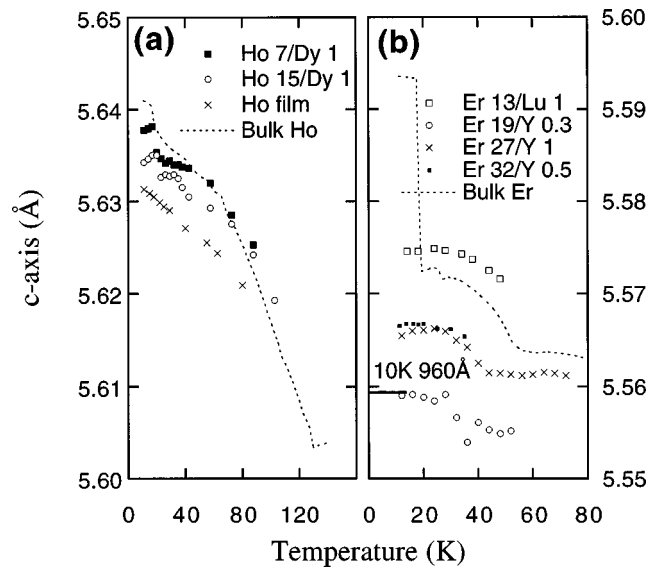 (a)
Ho 7/Dy 1
Ho 15/Dy 1
Ho film
Bulk Ho
5.65
5.64
5.63
5.62
5.61
5.60
c-axis (Å)
0 40 80 120
(b)
Er 13/Lu 1
Er 19/Y 0.3
Er 27/Y 1
Er 32/Y 0.5
Bulk Er
10K 960Å
5.60
5.59
5.58
5.57
5.56
5.55
0 20 40 60 80
Temperature (K)